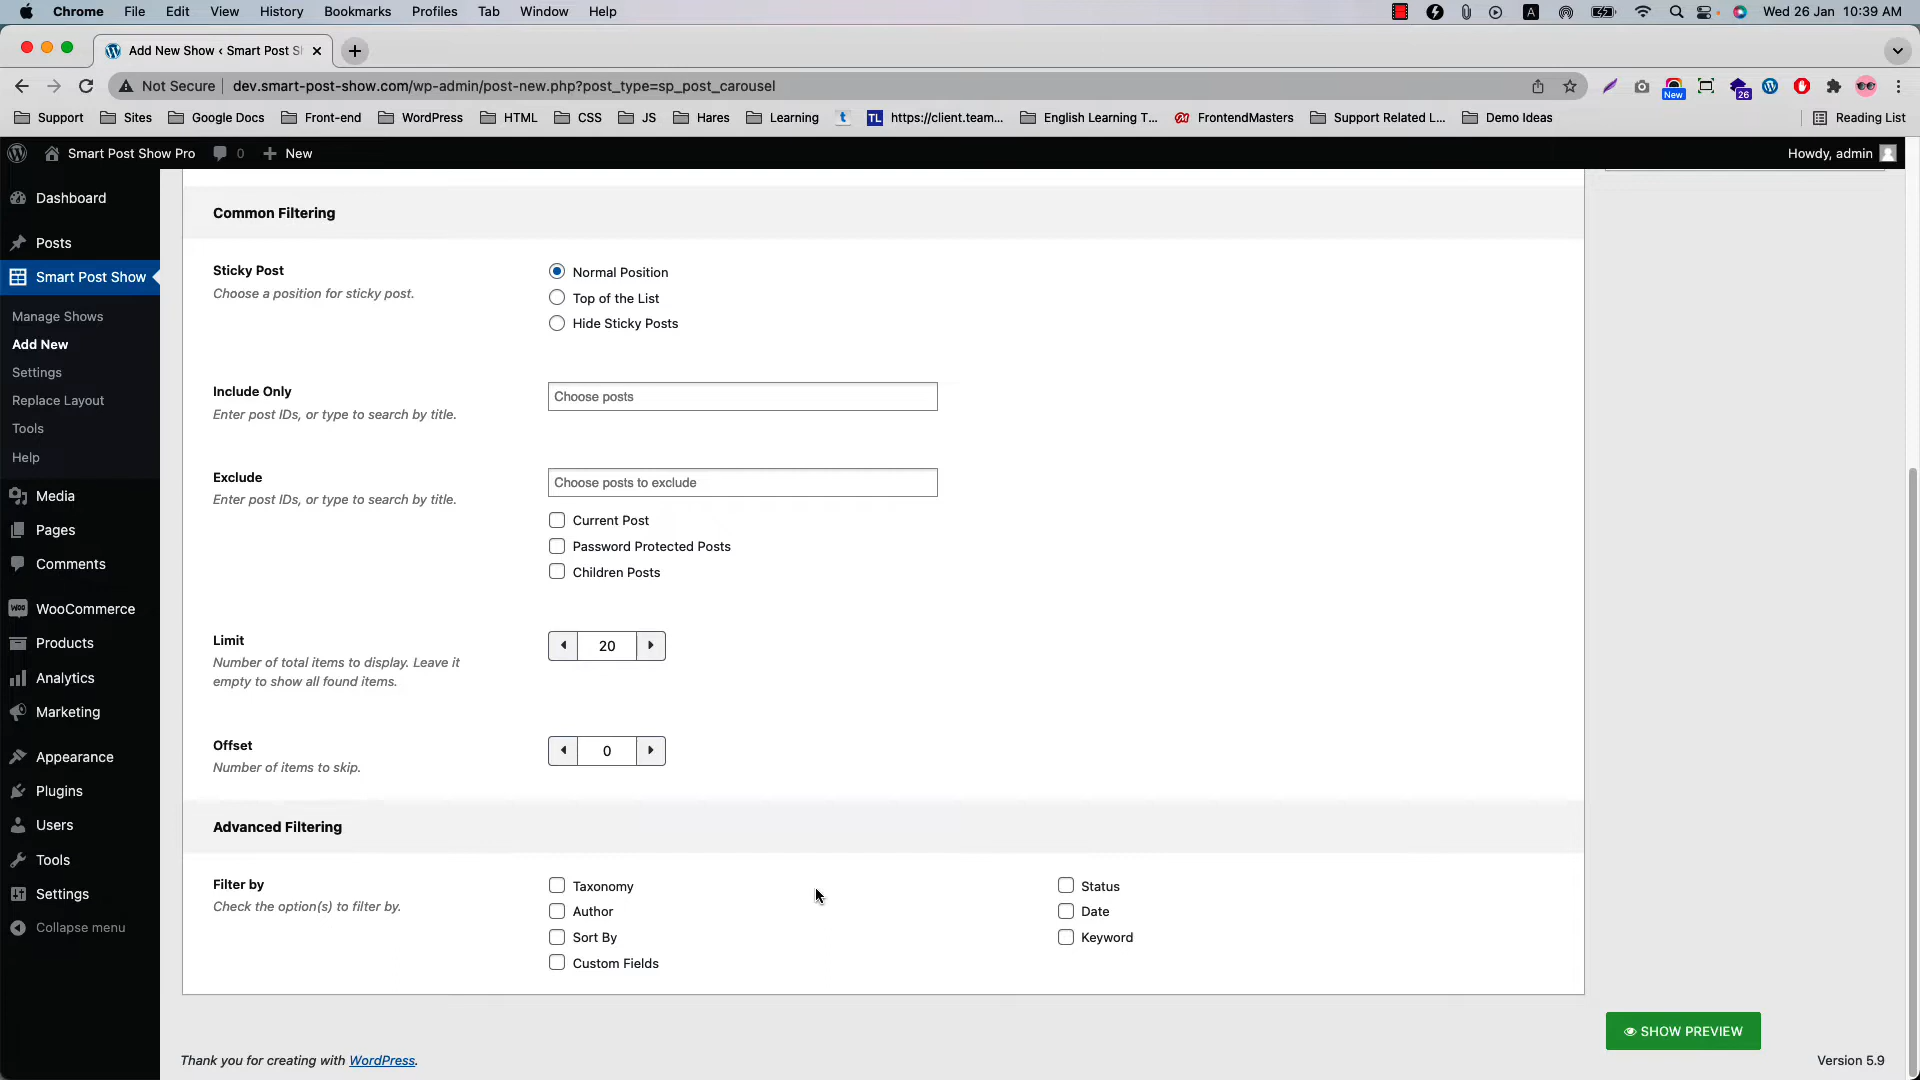 Chrome File Edit View History Bookmarks Profiles Tab Window Help A Wed 26 Jan 10:39 AM
Add New Show ‹ Smart Post S
Not Secure dev.smart-post-show.com/wp-admin/post-new.php?post_type=sp_post_carousel New 26
Support Sites Google Docs Front-end WordPress HTML CSS JS Hares Learning t TL https://client.team... English Learning T... FrontendMasters Support Related L... Demo Ideas Reading List
Smart Post Show Pro 0 New Howdy, admin
Dashboard
Posts
Smart Post Show
Manage Shows
Add New
Settings
Replace Layout
Tools
Help
Media
Pages
Comments
WooCommerce
Products
Analytics
Marketing
Appearance
Plugins
Users
Tools
Settings
Collapse menu
Common Filtering
Sticky Post
Choose a position for sticky post.
Normal Position
Top of the List
Hide Sticky Posts
Include Only
Enter post IDs, or type to search by title.
Choose posts
Exclude
Enter post IDs, or type to search by title.
Choose posts to exclude
Current Post
Password Protected Posts
Children Posts
Limit
Number of total items to display. Leave it
empty to show all found items.
20
Offset
Number of items to skip.
0
Advanced Filtering
Filter by
Check the option(s) to filter by.
Taxonomy
Author
Sort By
Custom Fields
Status
Date
Keyword
SHOW PREVIEW
Thank you for creating with WordPress.
Version 5.9